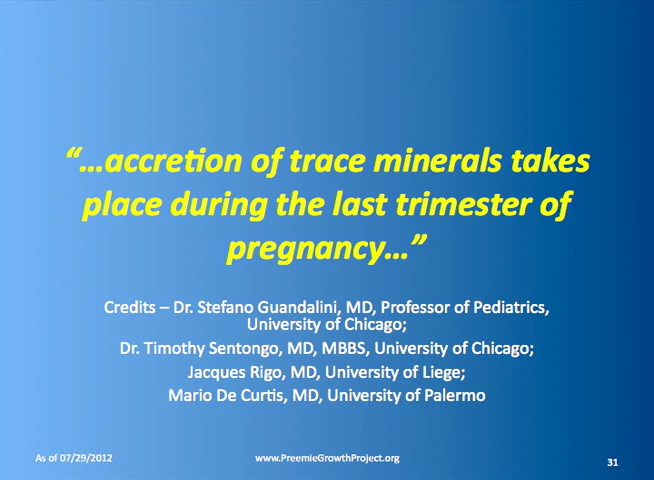 “…accretion of trace minerals takes
place during the last trimester of
pregnancy…”
Credits – Dr. Stefano Guandalini, MD, Professor of Pediatrics,
University of Chicago;
Dr. Timothy Sentongo, MD, MBBS, University of Chicago;
Jacques Rigo, MD, University of Liege;
Mario De Curtis, MD, University of Palermo
As of 07/29/2012
www.PreemieGrowthProject.org
31